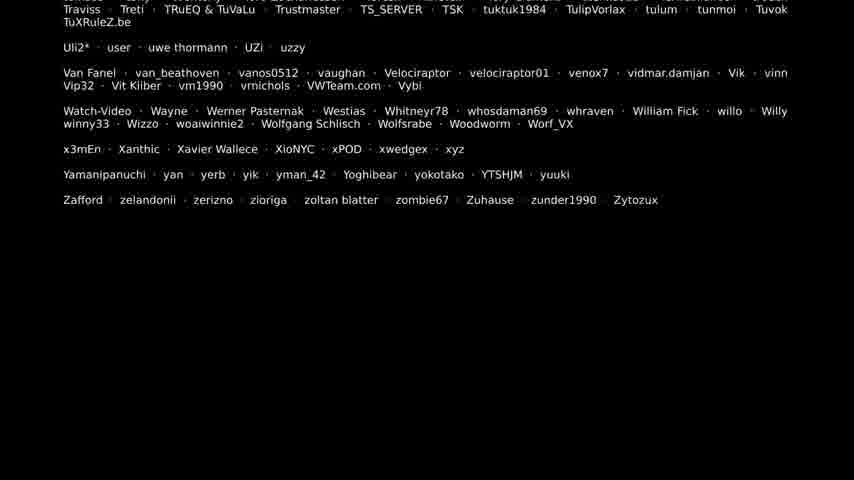 Traviss · Treti · TRuEQ & TuVaLu · Trustmaster · TS_SERVER · TSK · tuktuk1984 · TulipVorlax · tulum · tunmoi · Tuvok
TuXRuleZ.be
Uli2* · user · uwe thormann · UZi · uzzy
Van Fanel · van_beathoven · vanos0512 · vaughan · Velociraptor · velociraptor01 · venox7 · vidmar.damjan · Vik · vinn
Vip32 · Vit Kliber · vm1990 · vrnichols · VWTeam.com · Vybi
Watch-Video · Wayne · Werner Pasternak · Westias · Whitneyr78 · whosdaman69 · whraven · William Fick · willo · Willy
winny33 · Wizzo · woaiwinnie2 · Wolfgang Schlisch · Wolfsrabe · Woodworm · Worf_VX
x3mEn · Xanthic · Xavier Wallece · XioNYC · xPOD · xwedgex · xyz
Yamanipanuchi · yan · yerb · yik · yman_42 · Yoghibear · yokotako · YTSHJM · yuuki
Zafford · zelandonii · zerizno · zioriga · zoltan blatter · zombie67 · Zuhause · zunder1990 · Zytozux